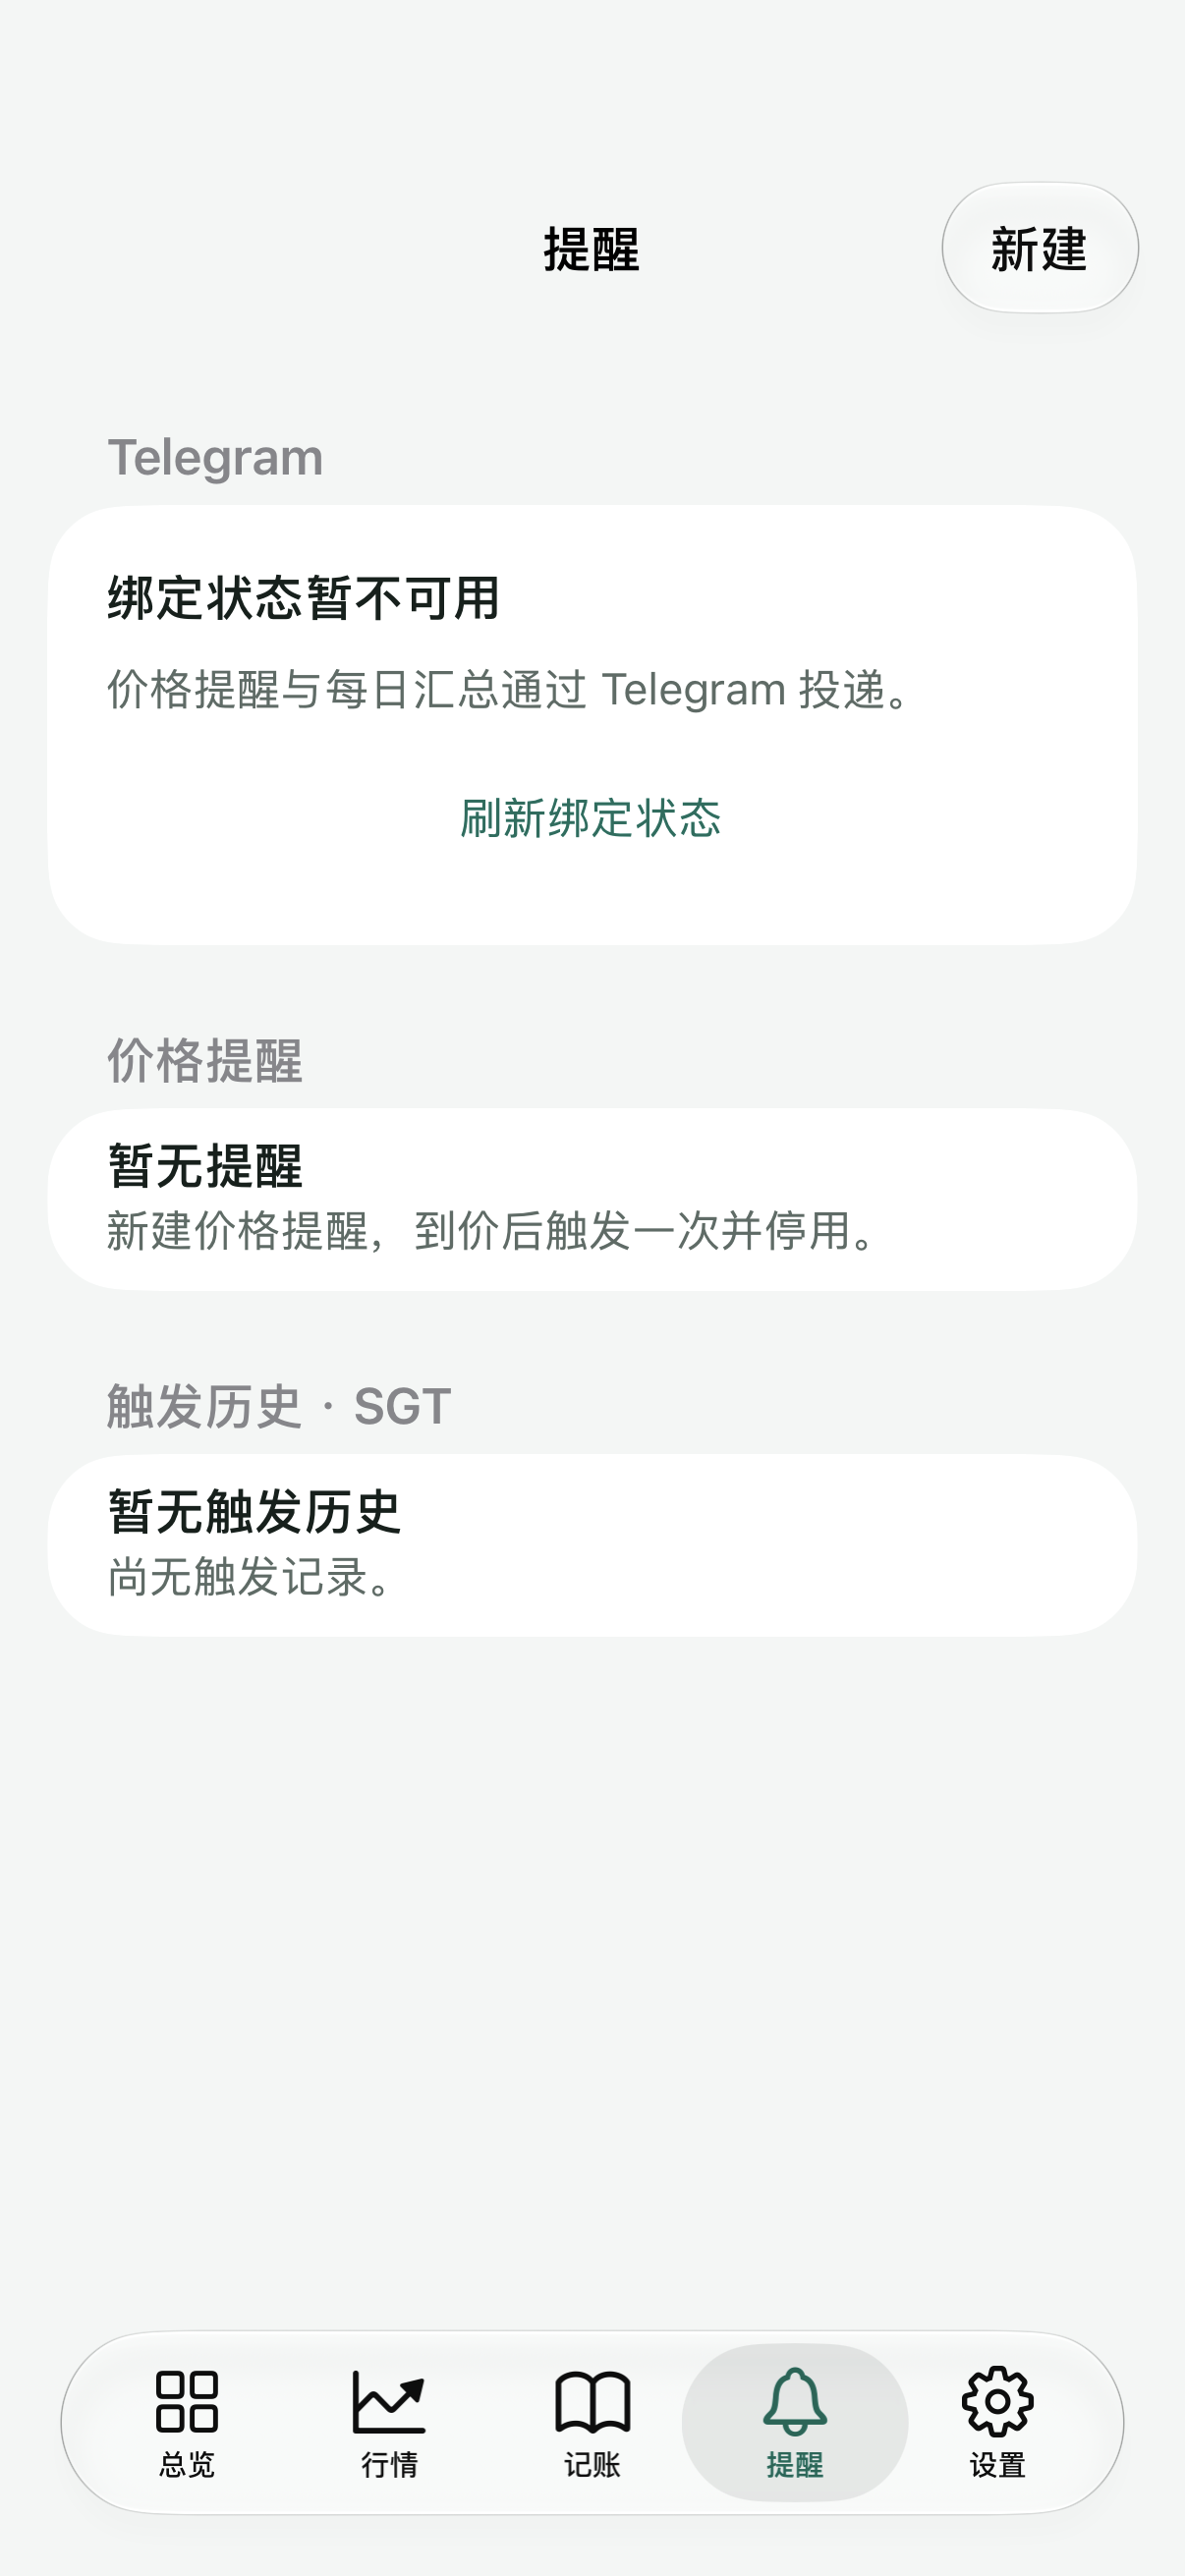 提醒
新建
Telegram
绑定状态暂不可用
价格提醒与每日汇总通过 Telegram 投递。
刷新绑定状态
价格提醒
暂无提醒
新建价格提醒，到价后触发一次并停用。
触发历史 · SGT
暂无触发历史
尚无触发记录。
总览
行情
记账
提醒
设置